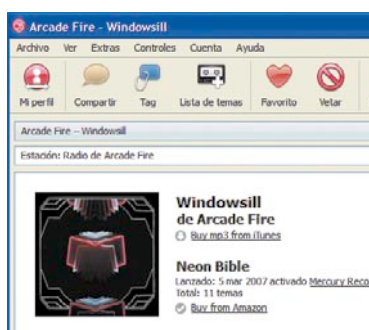 Arcade Fire - Windowsill
Archivo Ver Extras Controles Cuenta Ayuda
Mi perfil Compartir Tag Lista de temas Favorito Vetar
Arcade Fire – Windowsill
Estación: Radio de Arcade Fire
Windowsill
de Arcade Fire
Buy mp3 from iTunes
Neon Bible
Lanzado: 5 mar 2007 activado Mercury Reco
Total: 11 temas
Buy from Amazon